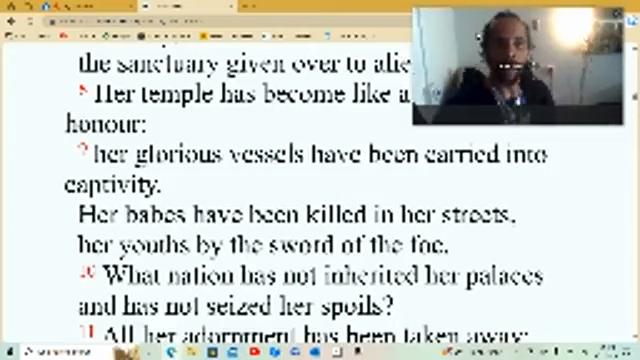 the sanctuary given over to
8 Her temple has become like a
honour:
9 her glorious vessels have been carried into
captivity.
Her babes have been killed in her streets,
her youths by the sword of the foe.
10 What nation has not inherited her palaces
and has not seized her spoils?
11 All her adornment has been taken away;